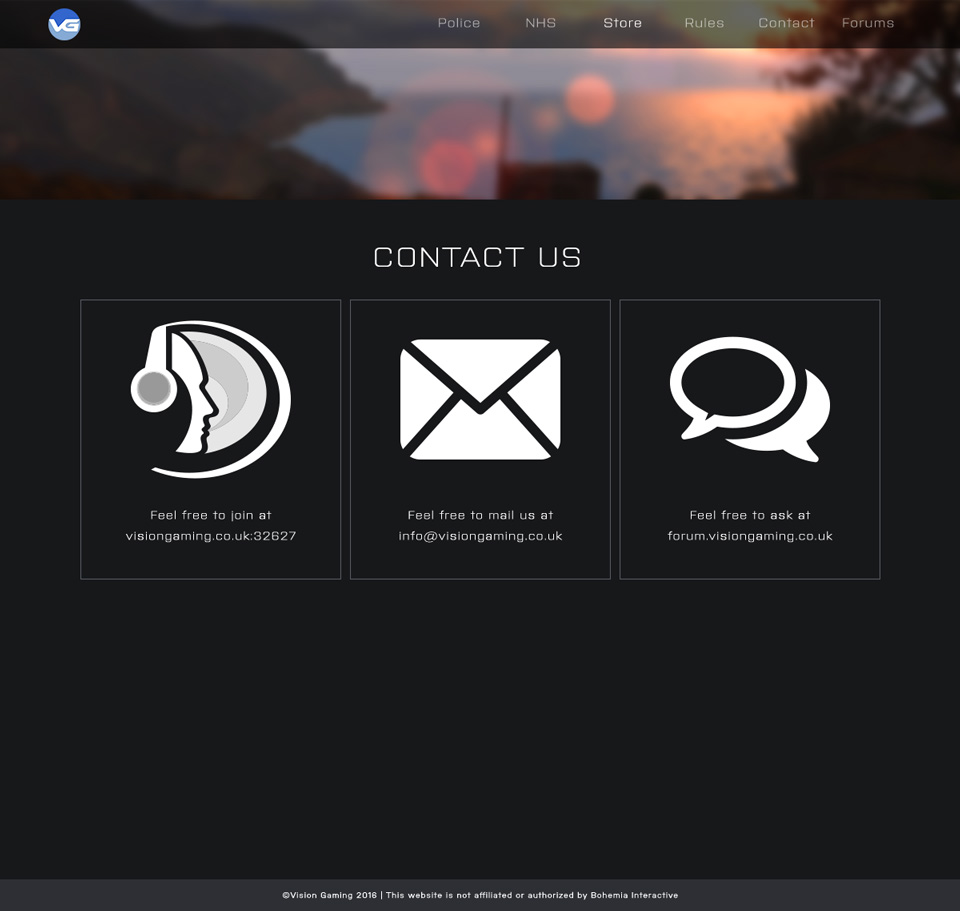 VG
Police NHS Store Rules Contact Forums
CONTACT US
Feel free to join at
visiongaming.co.uk:32627
Feel free to mail us at
info@visiongaming.co.uk
Feel free to ask at
forum.visiongaming.co.uk
©Vision Gaming 2016 | This website is not affiliated or authorized by Bohemia Interactive